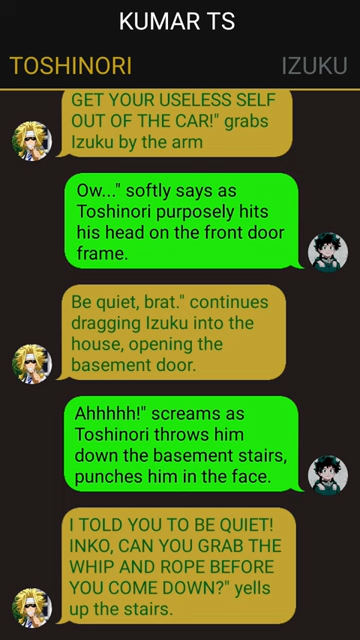 KUMAR TS
TOSHINORI IZUKU
GET YOUR USELESS SELF
OUT OF THE CAR!" grabs
Izuku by the arm
Ow..." softly says as
Toshinori purposely hits
his head on the front door
frame.
Be quiet, brat." continues
dragging Izuku into the
house, opening the
basement door.
Ahhhhh!" screams as
Toshinori throws him
down the basement stairs,
punches him in the face.
I TOLD YOU TO BE QUIET!
INKO, CAN YOU GRAB THE
WHIP AND ROPE BEFORE
YOU COME DOWN?" yells
up the stairs.